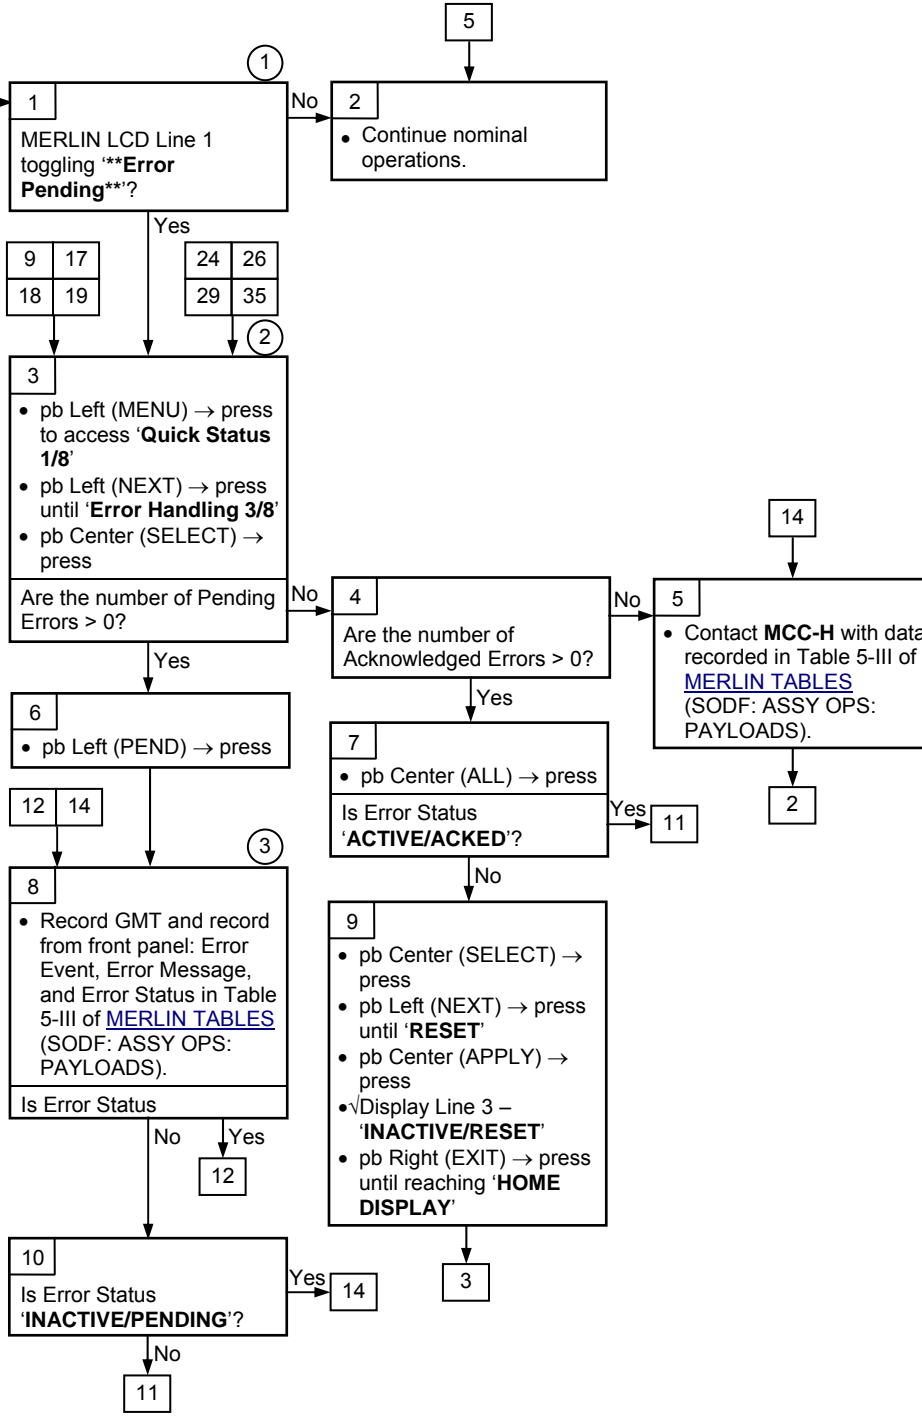 5
1
1
MERLIN LCD Line 1
toggling ‘**Error
Pending**’?
No
2
• Continue nominal
operations.
Yes
9 17
18 19
24 26
29 35
2
3
• pb Left (MENU) → press
to access ‘Quick Status
1/8’
• pb Left (NEXT) → press
until ‘Error Handling 3/8’
• pb Center (SELECT) →
press
Are the number of Pending
Errors > 0?
No
4
Are the number of
Acknowledged Errors > 0?
No
14
5
• Contact MCC-H with data
recorded in Table 5-III of
MERLIN TABLES
(SODF: ASSY OPS:
PAYLOADS).
2
Yes
6
• pb Left (PEND) → press
Yes
7
• pb Center (ALL) → press
Is Error Status
‘ACTIVE/ACKED’?
Yes
11
No
12 14
3
8
• Record GMT and record
from front panel: Error
Event, Error Message,
and Error Status in Table
5-III of MERLIN TABLES
(SODF: ASSY OPS:
PAYLOADS).
Is Error Status
No
Yes
12
9
• pb Center (SELECT) →
press
• pb Left (NEXT) → press
until ‘RESET’
• pb Center (APPLY) →
press
•√Display Line 3 –
‘INACTIVE/RESET’
• pb Right (EXIT) → press
until reaching ‘HOME
DISPLAY’
3
10
Is Error Status
‘INACTIVE/PENDING’?
Yes
14
No
11